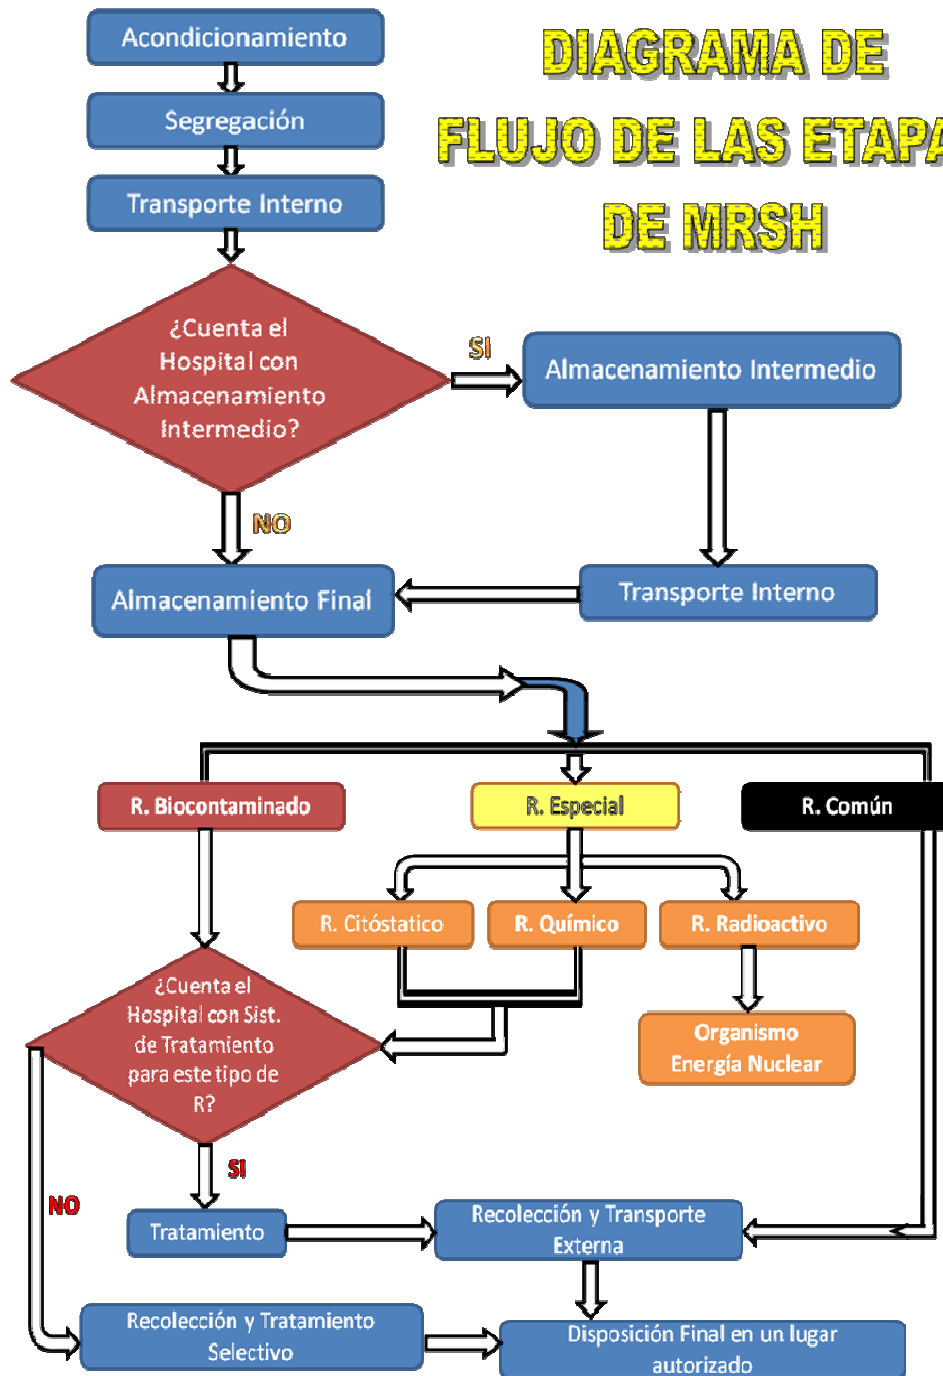 DIAGRAMA DE
FLUJO DE LAS ETAPA
DE MRSH
Acondicionamiento
Segregación
Transporte Interno
¿Cuenta el
Hospital con
Almacenamiento
Intermedio?
SI
Almacenamiento Intermedio
NO
Almacenamiento Final
Transporte Interno
R. Biocontaminado
R. Especial
R. Común
R. Citóstatico
R. Químico
R. Radioactivo
¿Cuenta el
Hospital con Sist.
de Tratamiento
para este tipo de
R?
Organismo
Energía Nuclear
SI
NO
Tratamiento
Recolección y Transporte
Externa
Recolección y Tratamiento
Selectivo
Disposición Final en un lugar
autorizado